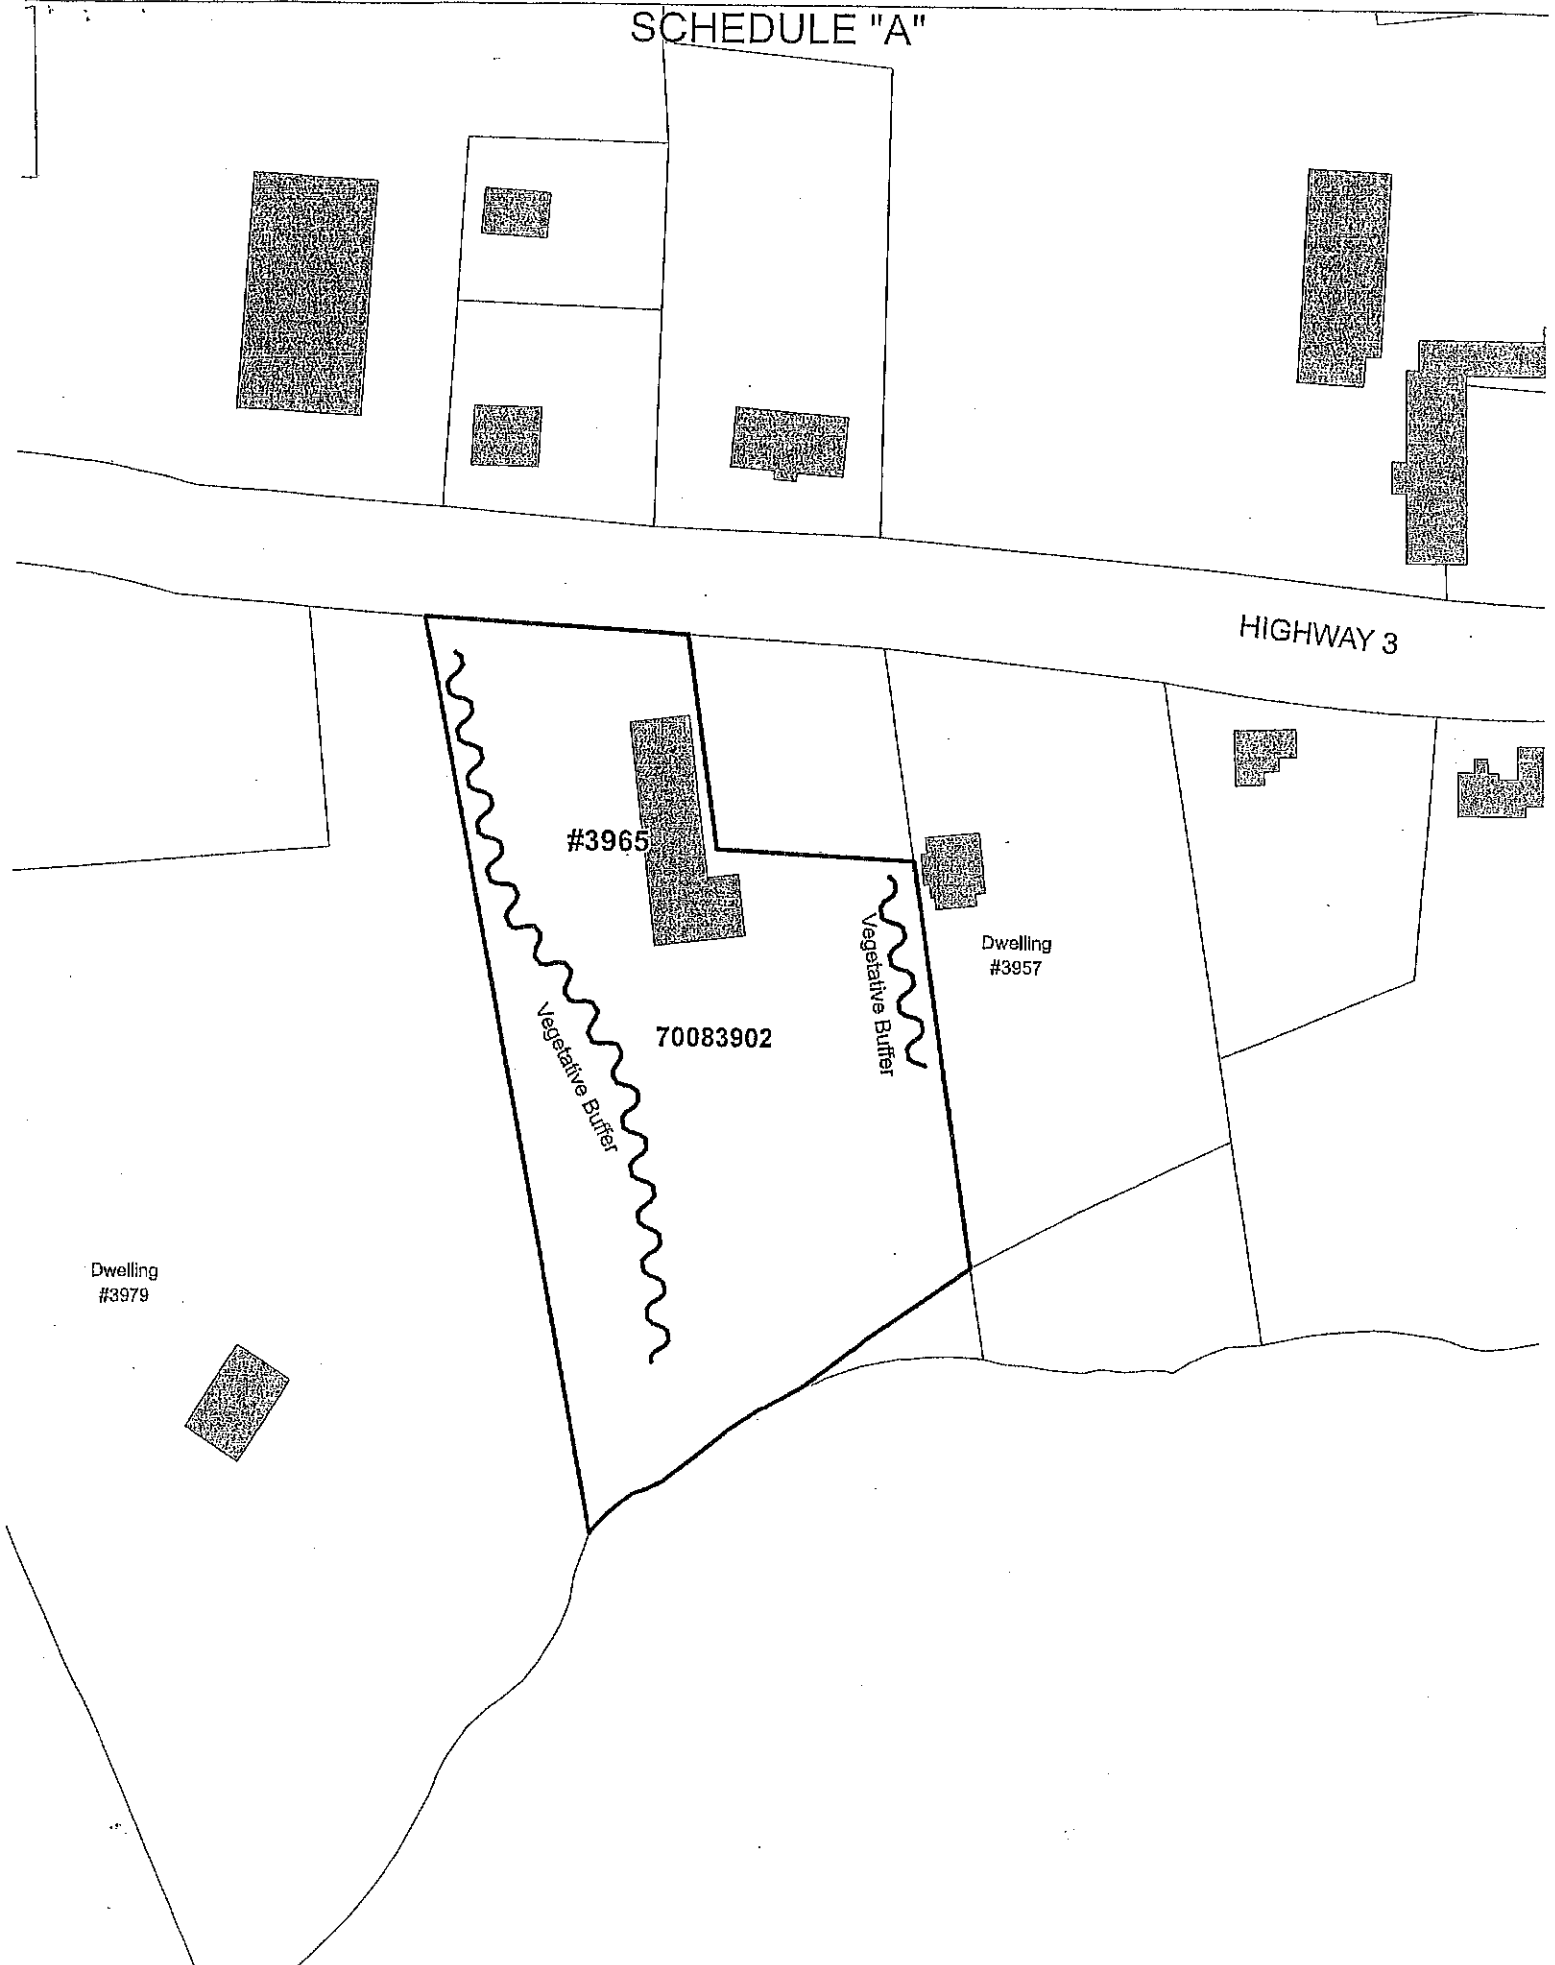 SCHEDULE "A"
HIGHWAY 3
#3965
Vegetative Buffer
Dwelling
#3957
70083902
Vegetative Buffer
Dwelling
#3979